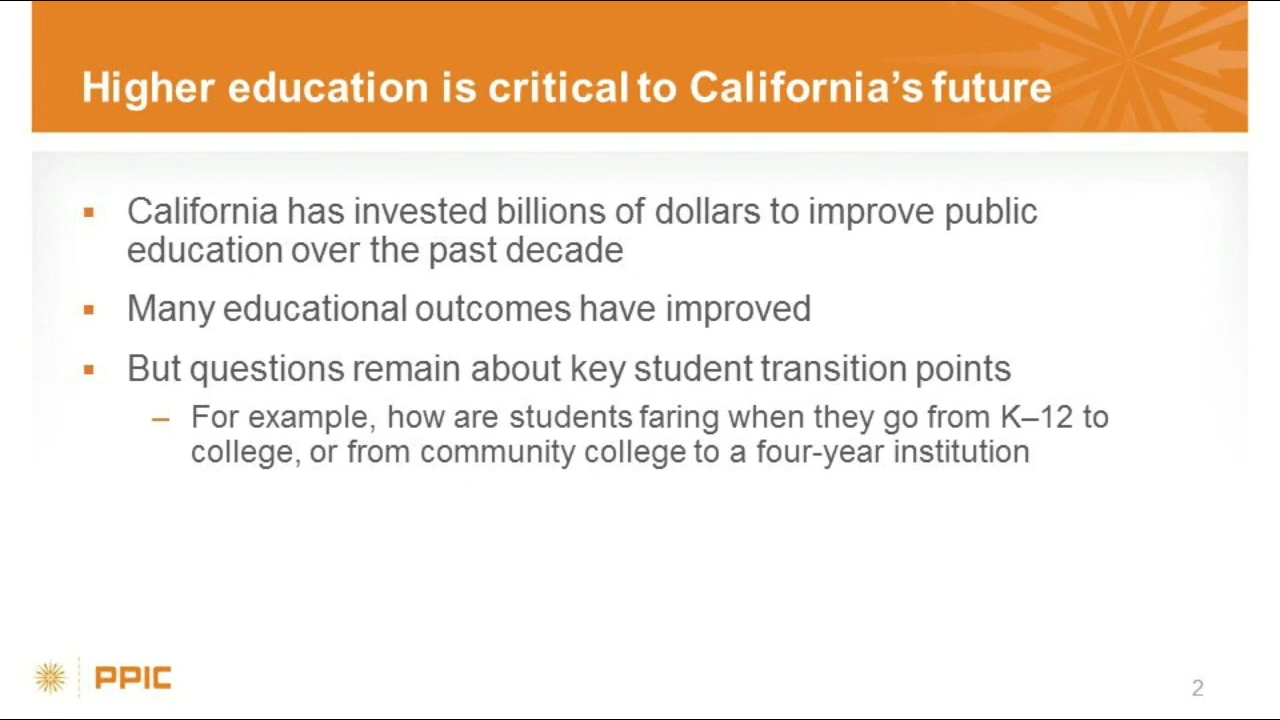 Higher education is critical to California’s future
▪ California has invested billions of dollars to improve public
education over the past decade
▪ Many educational outcomes have improved
▪ But questions remain about key student transition points
– For example, how are students faring when they go from K–12 to
college, or from community college to a four-year institution
PPIC
2